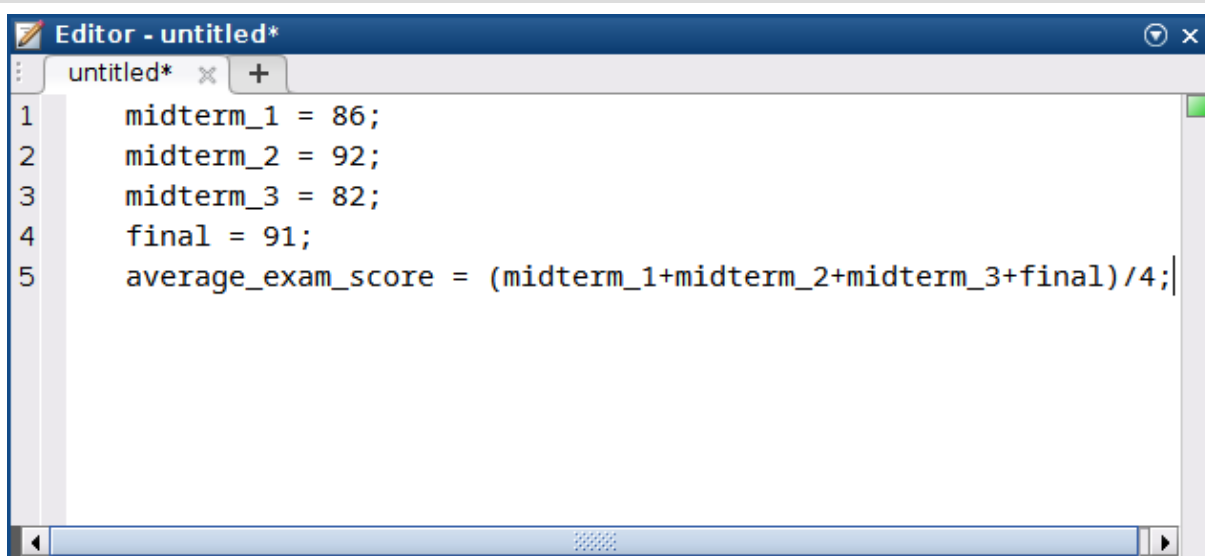 Editor - untitled*
untitled*
1 midterm_1 = 86;
2 midterm_2 = 92;
3 midterm_3 = 82;
4 final = 91;
5 average_exam_score = (midterm_1+midterm_2+midterm_3+final)/4;